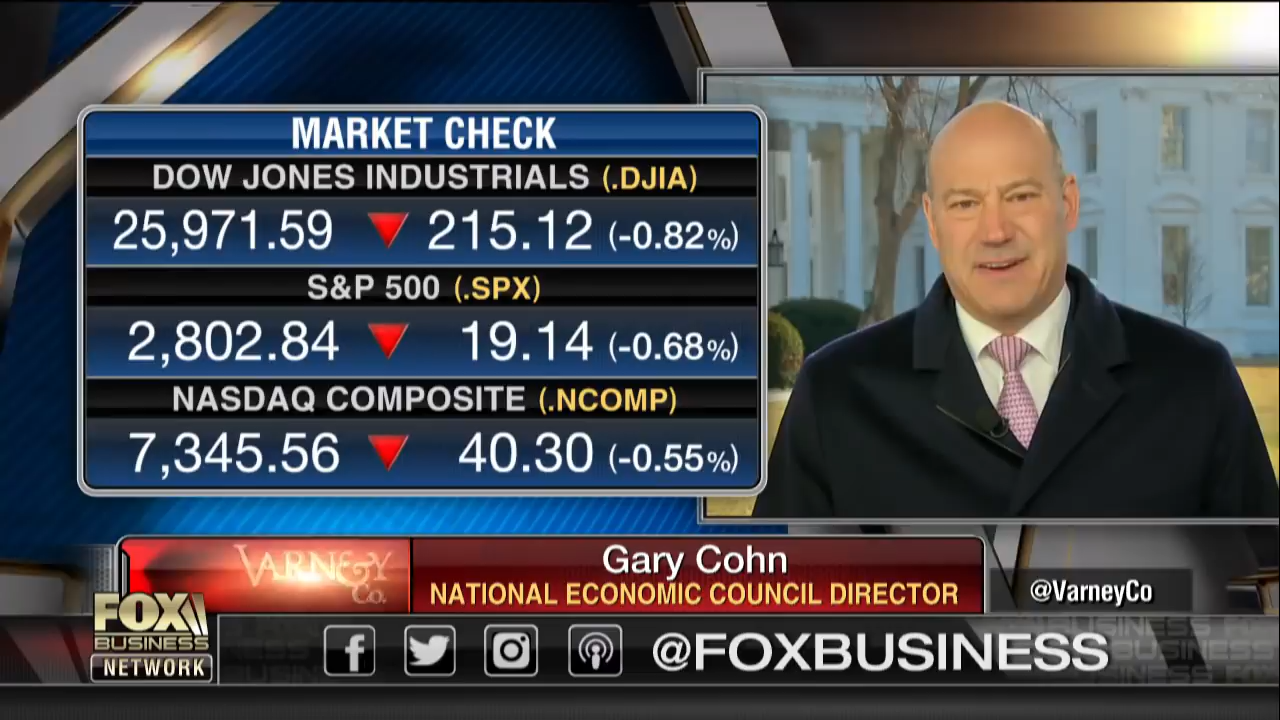 MARKET CHECK
DOW JONES INDUSTRIALS (.DJIA)
25,971.59 ▼ 215.12 (-0.82%)
S&P 500 (.SPX)
2,802.84 ▼ 19.14 (-0.68%)
NASDAQ COMPOSITE (.NCOMP)
7,345.56 ▼ 40.30 (-0.55%)
VARNEY & Co.
Gary Cohn
NATIONAL ECONOMIC COUNCIL DIRECTOR
@VarneyCo
FOX
BUSINESS
NETWORK
@FOXBUSINESS